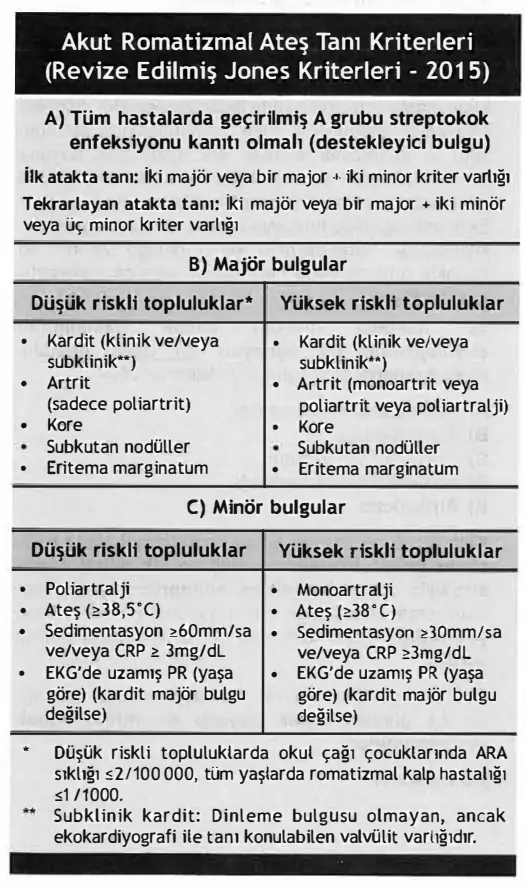 Akut Romatizmal Ateş Tanı Kriterleri
(Revize Edilmiş Jones Kriterleri - 2015)
A) Tüm hastalarda geçirilmiş A grubu streptokok
enfeksiyonu kanıtı olmalı (destekleyici bulgu)
İlk atakta tanı: İki majör veya bir major + iki minor kriter varlığı
Tekrarlayan atakta tanı: İki majör veya bir major + iki minör
veya üç minor kriter varlığı
B) Majör bulgular
Düşük riskli topluluklar*
• Kardit (klinik ve/veya
subklinik**)
• Artrit
(sadece poliartrit)
• Kore
• Subkutan nodüller
• Eritema marginatum
Yüksek riskli topluluklar
• Kardit (klinik ve/veya
subklinik**)
• Artrit (monoartrit veya
poliartrit veya poliartralji)
• Kore
• Subkutan nodüller
• Eritema marginatum
C) Minör bulgular
Düşük riskli topluluklar
• Poliartralji
• Ateş (≥38,5°C)
• Sedimentasyon ≥60mm/sa
ve/veya CRP ≥ 3mg/dL
• EKG'de uzamış PR (yaşa
göre) (kardit majör bulgu
değilse)
Yüksek riskli topluluklar
• Monoartralji
• Ateş (≥38°C)
• Sedimentasyon ≥30mm/sa
ve/veya CRP ≥3mg/dL
• EKG'de uzamış PR (yaşa
göre) (kardit majör bulgu
değilse)
* Düşük riskli topluluklarda okul çağı çocuklarında ARA
sıklığı ≤2/100 000, tüm yaşlarda romatizmal kalp hastalığı
≤1/1000.
** Subklinik kardit: Dinleme bulgusu olmayan, ancak
ekokardiyografi ile tanı konulabilen valvülit varlığıdır.